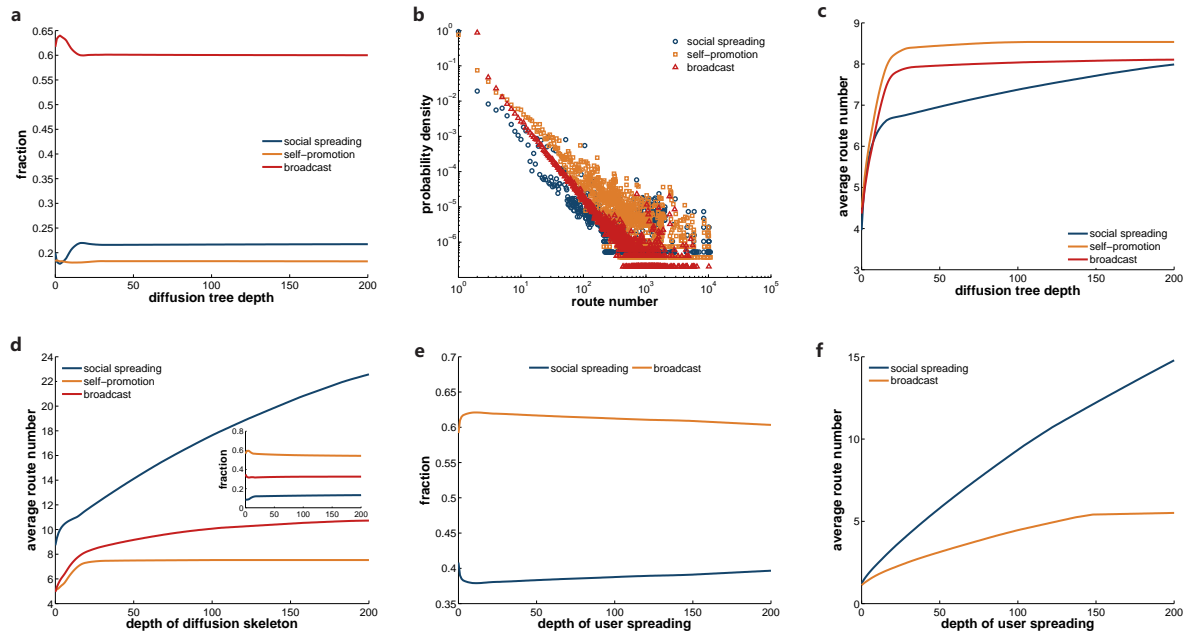 a
0.65
0.6
0.55
0.5
0.45
0.4
0.35
0.3
0.25
0.2
fraction
social spreading
self−promotion
broadcast
0 50 100 150 200
diffusion tree depth
b
10^0
10^−1
10^−2
10^−3
10^−4
10^−5
10^−6
probability density
social spreading
self−promotion
broadcast
10^0 10^1 10^2 10^3 10^4 10^5
route number
c
9
8
7
6
5
4
3
average route number
social spreading
self−promotion
broadcast
0 50 100 150 200
diffusion tree depth
d
24
22
20
18
16
14
12
10
8
6
4
average route number
social spreading
self−promotion
broadcast
0.8
0.6
0.4
0.2
0
fraction
0 50 100 150 200
0 50 100 150 200
depth of diffusion skeleton
e
0.7
0.65
0.6
0.55
0.5
0.45
0.4
0.35
fraction
social spreading broadcast
0 50 100 150 200
depth of user spreading
f
15
10
5
0
average route number
social spreading
broadcast
0 50 100 150 200
depth of user spreading